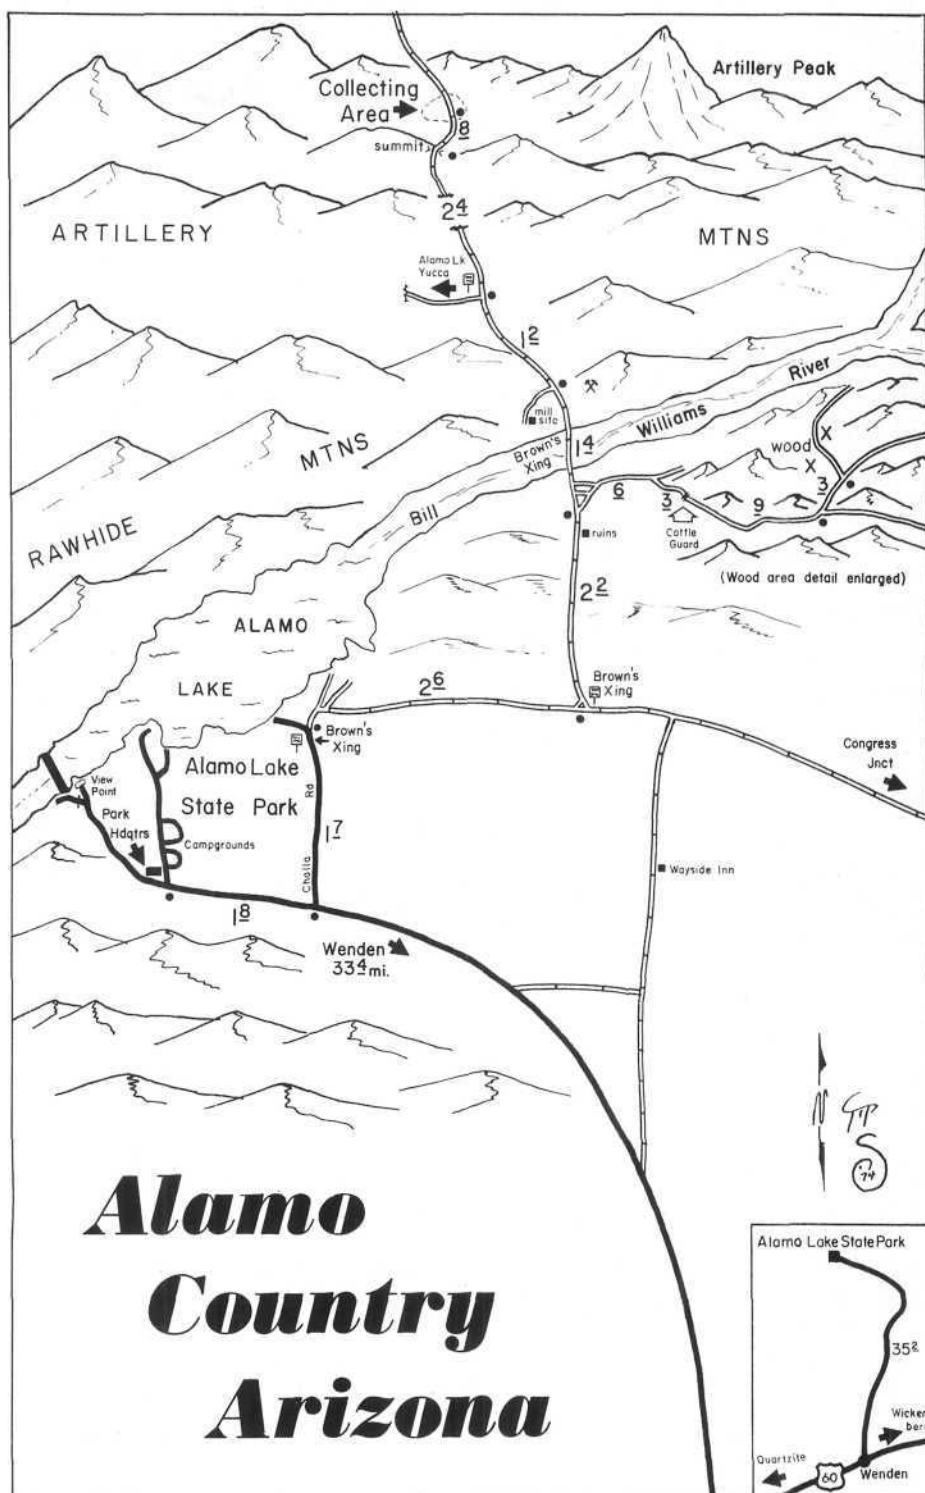 Artillery Peak
Collecting
Area
8
summit
2 4
ARTILLERY
MTNS
Alamo Lk
Yucca
1 2
River
mill
site
Williams
1 4
Brown's
Xing
wood X
X
MTNS
6
3
9
3
Bill
ruins
Cattle
Guard
RAWHIDE
(Wood area detail enlarged)
2 2
ALAMO
LAKE
2 6
Brown's
Xing
Brown's
Xing
Congress
Jnct
Alamo Lake
State Park
View
Point
Park
Hdqtrs
Rd
1 7
Campgrounds
Cholla
Wayside Inn
1 8
Wenden
33 4 mi.
N
'74
Alamo
Country
Arizona
Alamo Lake State Park
35 2
Wicken
ber
Quartzite
60
Wenden